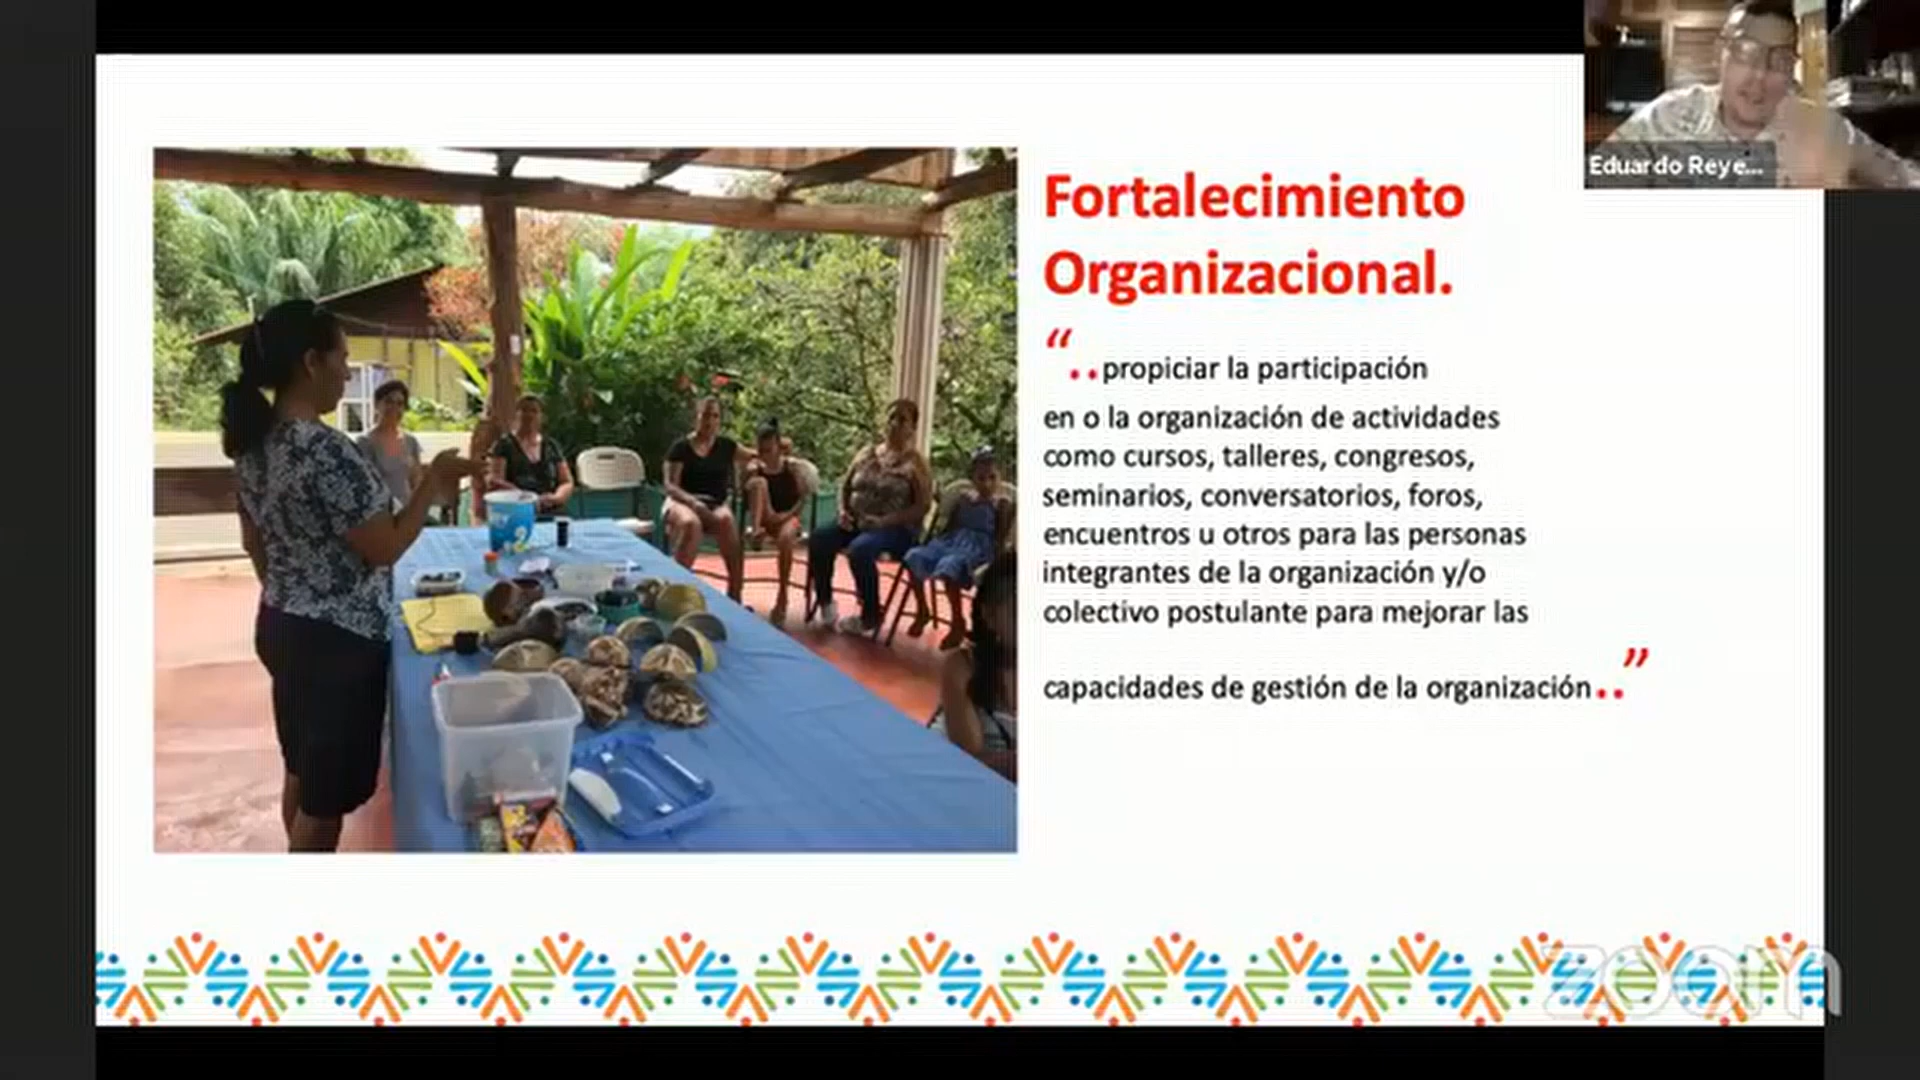 Eduardo Reye...
Fortalecimiento
Organizacional.
“..propiciar la participación
en o la organización de actividades
como cursos, talleres, congresos,
seminarios, conversatorios, foros,
encuentros u otros para las personas
integrantes de la organización y/o
colectivo postulante para mejorar las
capacidades de gestión de la organización..”
zoom